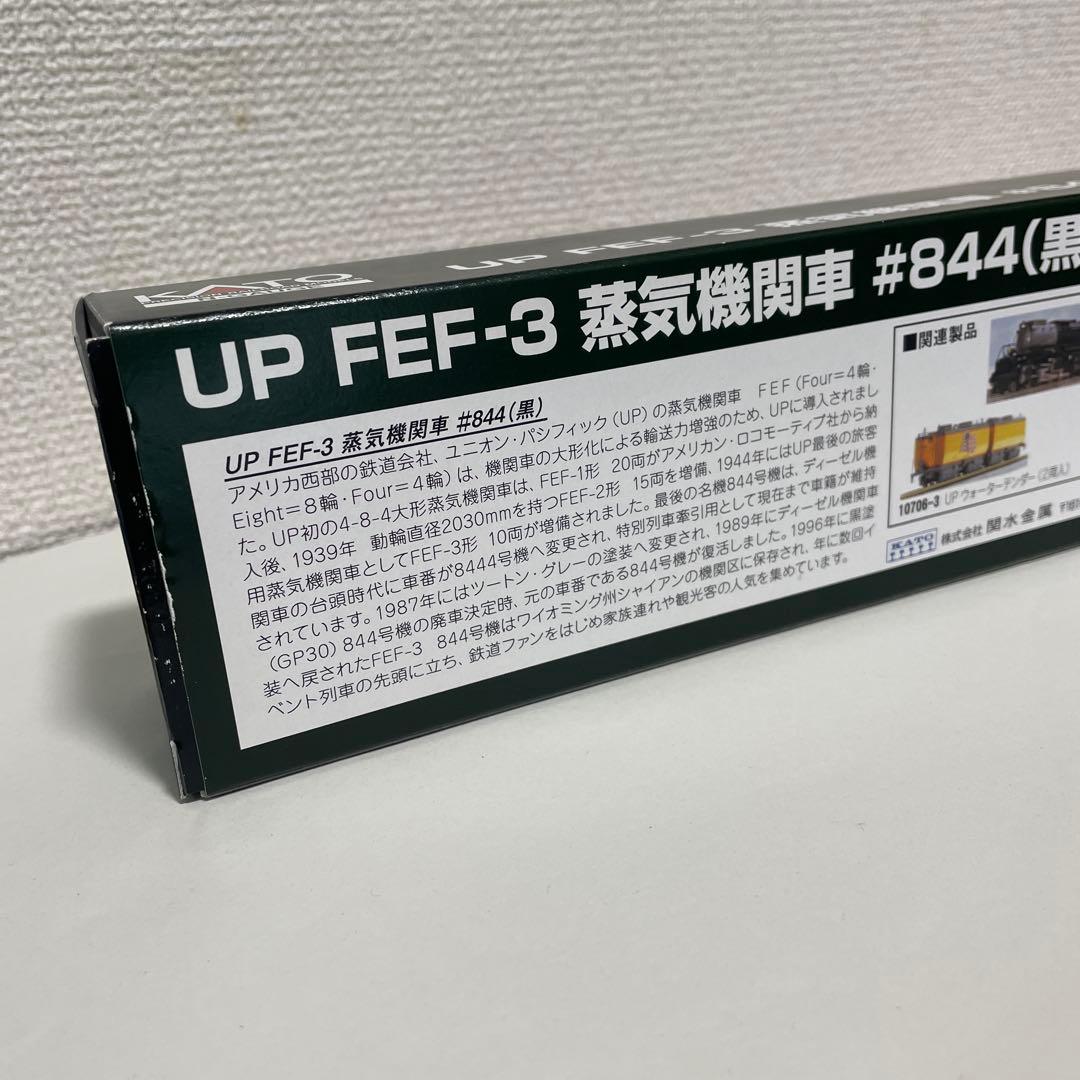 KATO
UP FEF-3
UP FEF-3 蒸気機関車 #844(黒
UP FEF-3 蒸気機関車 #844(黒)
アメリカ西部の鉄道会社、ユニオン・パシフィック(UP)の蒸気機関車 FEF(Four=4輪・
Eight=8輪・Four=4輪)は、機関車の大形化による輸送力増強のため、UPに導入されまし
た。UP初の4-8-4大形蒸気機関車は、FEF-1形 20両がアメリカン・ロコモーティブ社から納
入後、1939年 動輪直径2030mmを持つFEF-2形 15両を増備、1944年にはUP最後の旅客
用蒸気機関車としてFEF-3形 10両が増備されました。最後の名機844号機は、ディーゼル機
関車の台頭時代に車番が8444号機へ変更され、特別列車牽引用として現在まで車籍が維持
されています。1987年にはツートン・グレーの塗装へ変更され、1989年にディーゼル機関車
(GP30)844号機の廃車決定時、元の車番である844号機が復活しました。1996年に黒塗
装へ戻されたFEF-3 844号機はワイオミング州シャイアンの機関区に保存され、年に数回イ
ベント列車の先頭に立ち、鉄道ファンをはじめ家族連れや観光客の人気を集めています。
■関連製品
10706-3 UP ウォーターテンダー(2両入)
KATO 株式会社 関水金属